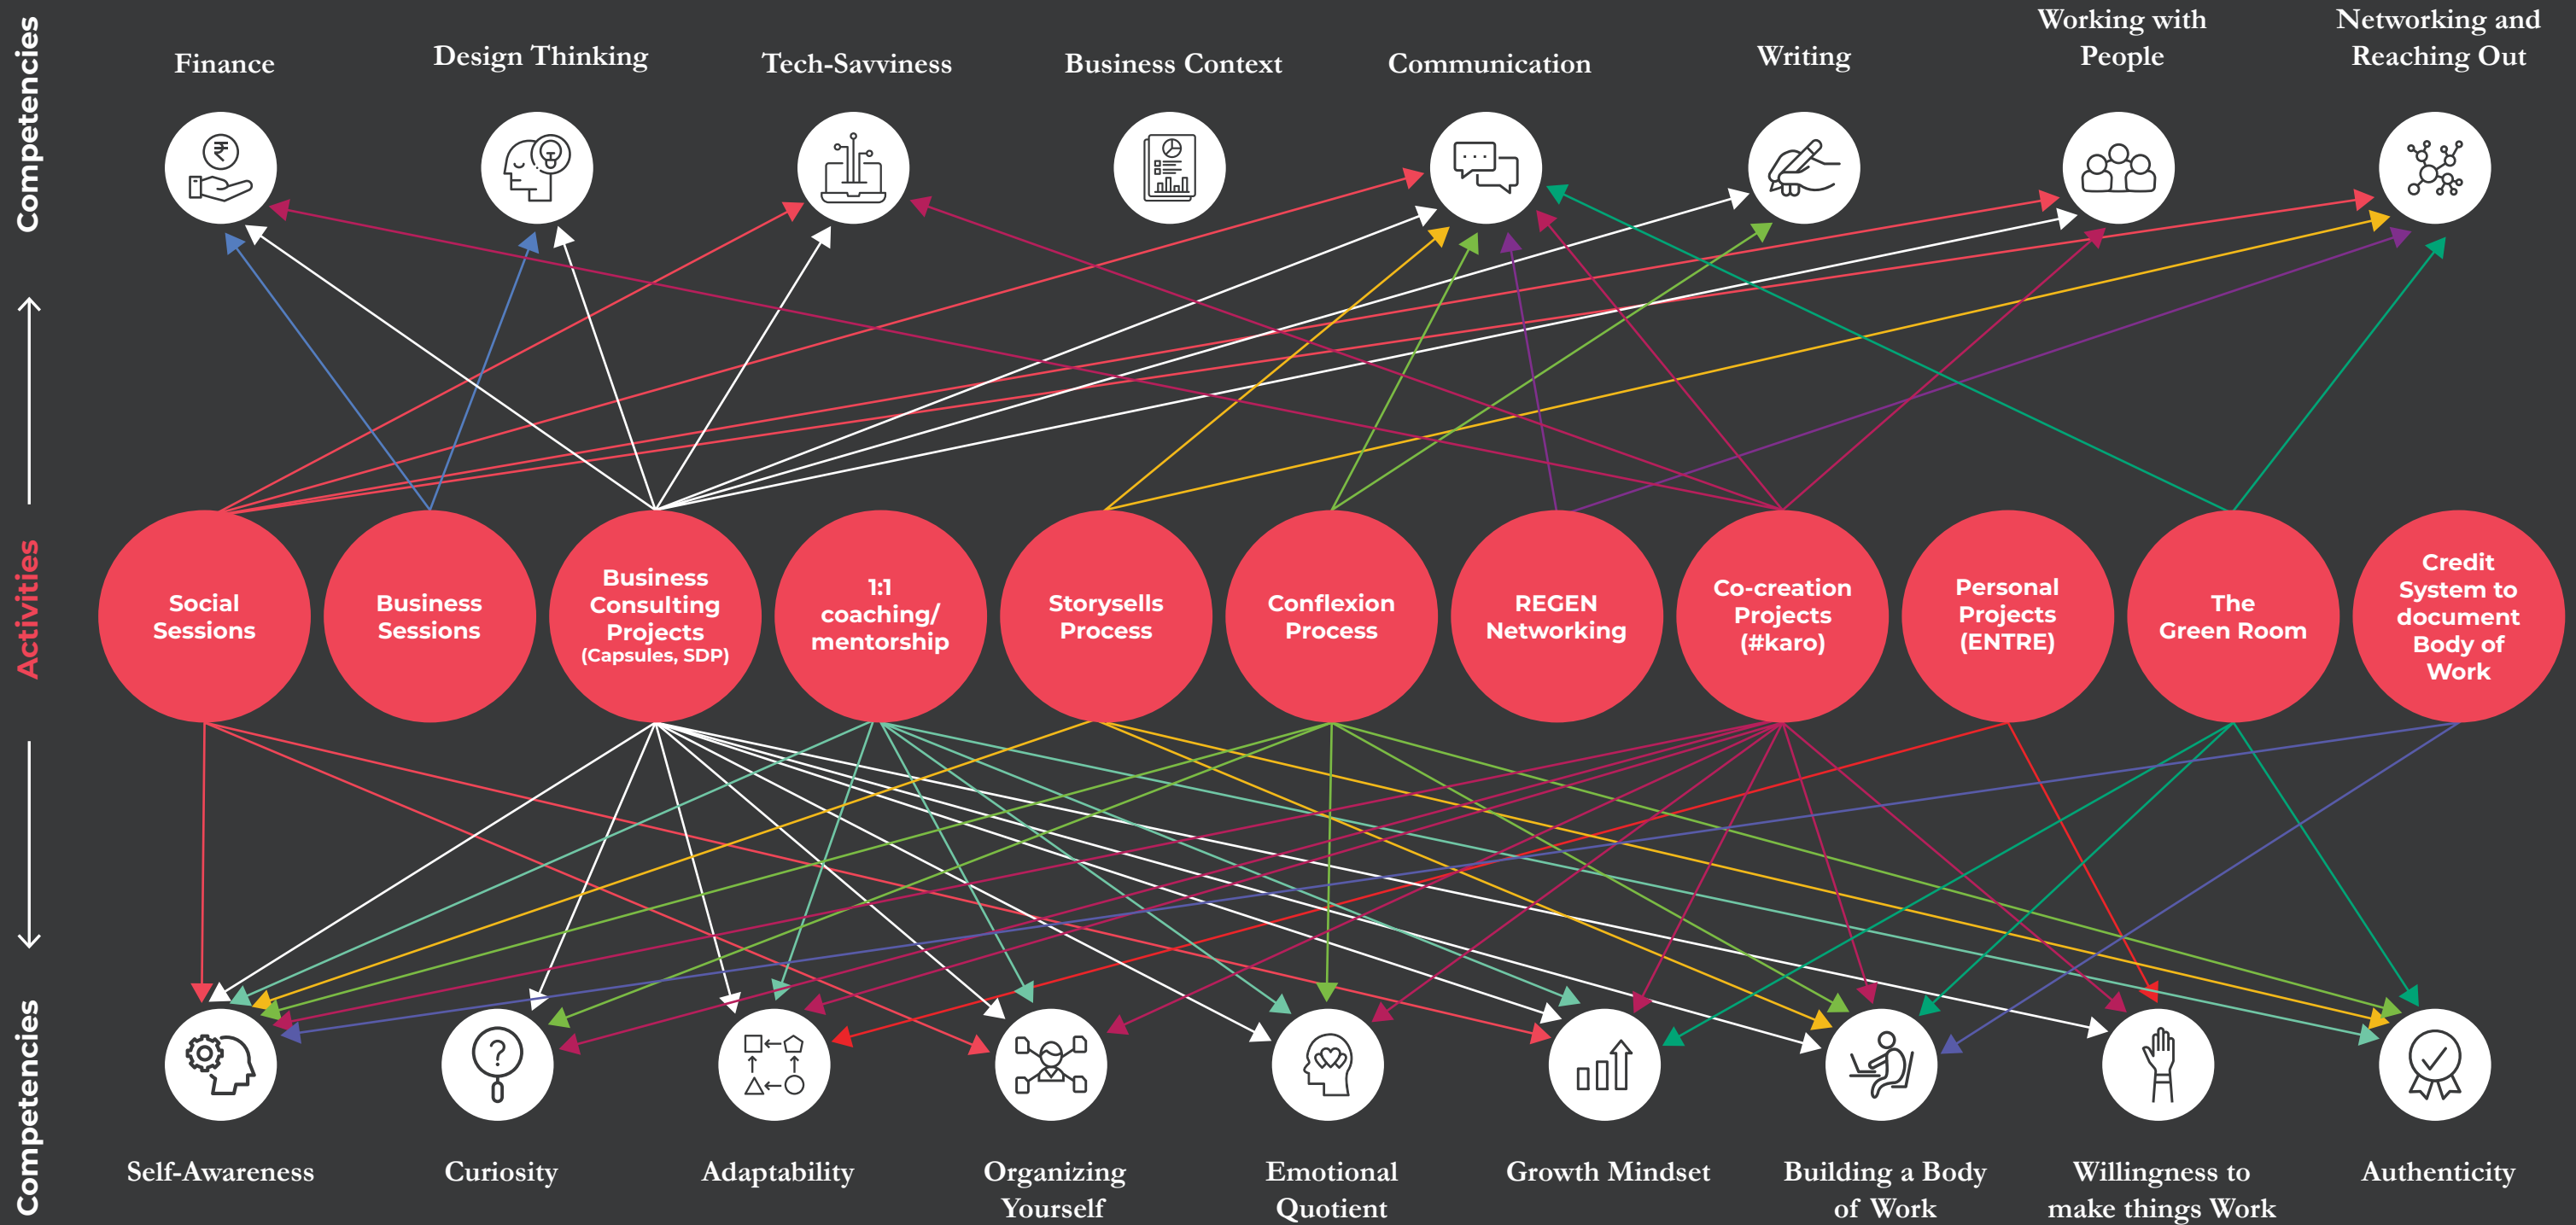 Competencies
Finance
Design Thinking
Tech-Savviness
Business Context
Communication
Writing
Working with
People
Networking and
Reaching Out
₹
Activities
Social
Sessions
Business
Sessions
Business
Consulting
Projects
(Capsules, SDP)
1:1
coaching/
mentorship
Storysells
Process
Conflexion
Process
REGEN
Networking
Co-creation
Projects
(#karo)
Personal
Projects
(ENTRE)
The
Green Room
Credit
System to
document
Body of
Work
Competencies
?
Self-Awareness
Curiosity
Adaptability
Organizing
Yourself
Emotional
Quotient
Growth Mindset
Building a Body
of Work
Willingness to
make things Work
Authenticity